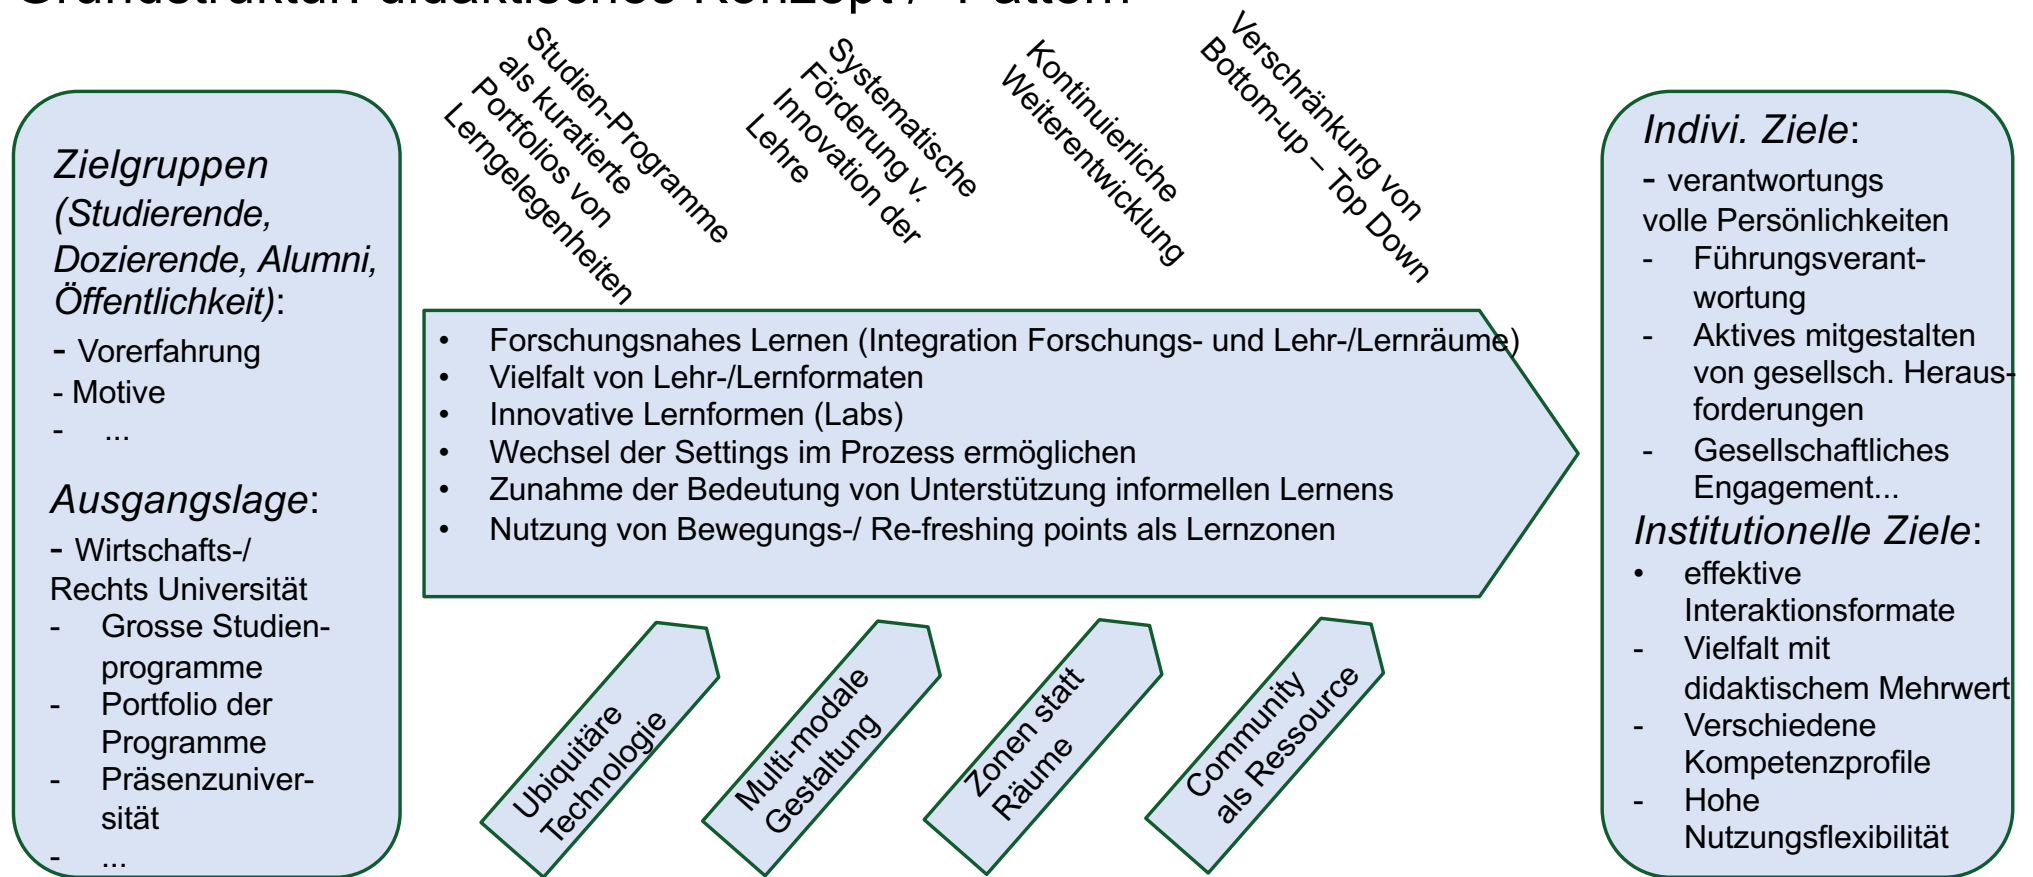 Grundstruktur: didaktisches Konzept / "Pattern"
Studien-Programme
als kuratierte
Portfolios von
Lerngelegenheiten
Systematische
Förderung v.
Innovation der
Lehre
Kontinuierliche
Weiterentwicklung
Verschränkung von
Bottom-up – Top Down
Zielgruppen
(Studierende,
Dozierende, Alumni,
Öffentlichkeit):
- Vorerfahrung
- Motive
- ...
Ausgangslage:
- Wirtschafts-/
Rechts Universität
- Grosse Studien-
programme
- Portfolio der
Programme
- Präsenzuniver-
sität
- ...
• Forschungsnahes Lernen (Integration Forschungs- und Lehr-/Lernräume)
• Vielfalt von Lehr-/Lernformaten
• Innovative Lernformen (Labs)
• Wechsel der Settings im Prozess ermöglichen
• Zunahme der Bedeutung von Unterstützung informellen Lernens
• Nutzung von Bewegungs-/ Re-freshing points als Lernzonen
Ubiquitäre
Technologie
Multi-modale
Gestaltung
Zonen statt
Räume
Community
als Ressource
Indivi. Ziele:
- verantwortungs
volle Persönlichkeiten
- Führungsverant-
wortung
- Aktives mitgestalten
von gesellsch. Heraus-
forderungen
- Gesellschaftliches
Engagement...
Institutionelle Ziele:
• effektive
Interaktionsformate
- Vielfalt mit
didaktischem Mehrwert
- Verschiedene
Kompetenzprofile
- Hohe
Nutzungsflexibilität